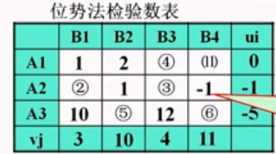 位势法检验数表
B1 B2 B3 B4 ui
A1 1 2 ④ ⑾ 0
A2 ② 1 ③ -1 -1
A3 10 ⑤ 12 ⑥ -5
vj 3 10 4 11